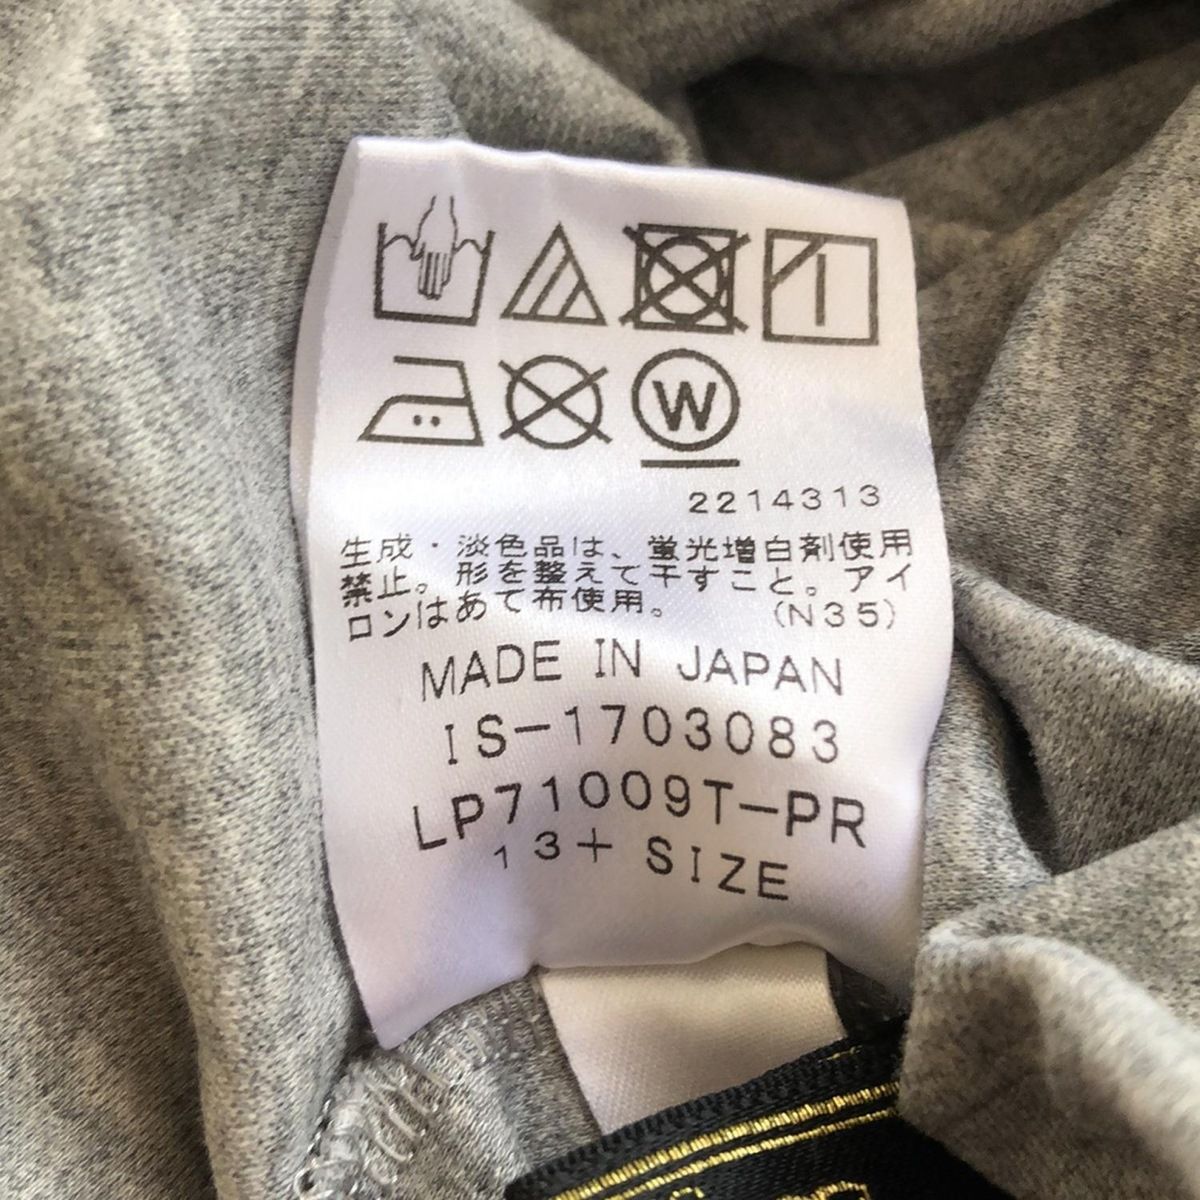 W
2214313
生成・淡色品は、蛍光増白剤使用
禁止。形を整えて干すこと。アイ
ロンはあて布使用。 (N35)
MADE IN JAPAN
IS-1703083
LP71009T-PR
13+ SIZE